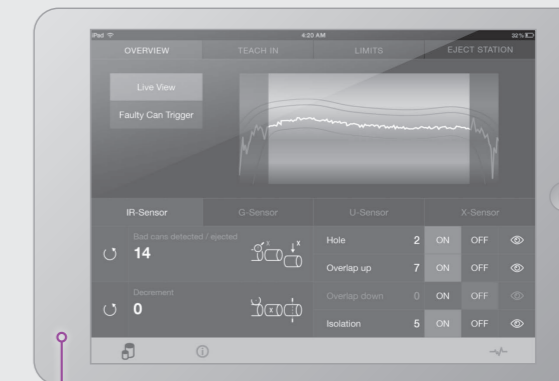 iPad 4:20 AM 32 %
OVERVIEW TEACH IN LIMITS EJECT STATION
Live View
Faulty Can Trigger
IR-Sensor G-Sensor U-Sensor X-Sensor
Bad cans detected / ejected
14
Hole 2 ON OFF
Overlap up 7 ON OFF
Decrement
0
Overlap down 0 ON OFF
Isolation 5 ON OFF
x
x
x